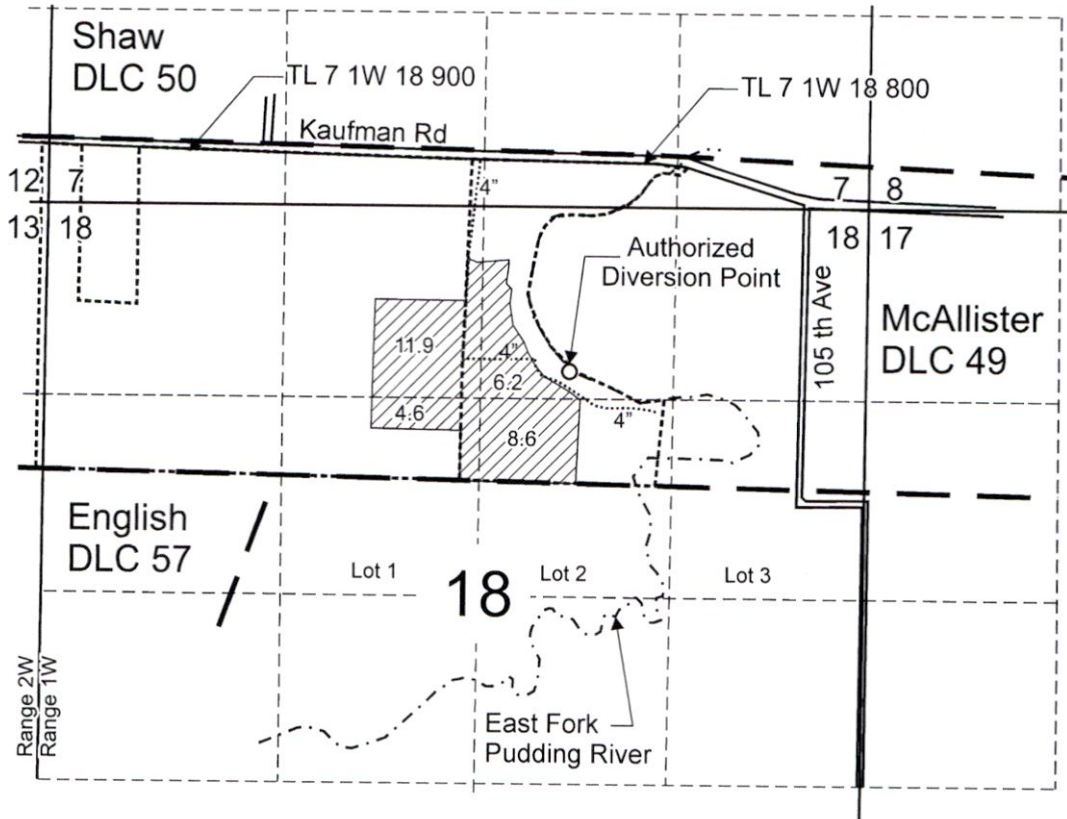 Shaw
DLC 50
TL 7 1W 18 900
TL 7 1W 18 800
Kaufman Rd
12 7
7 8
4"
13 18
18 17
Authorized
Diversion Point
105 th Ave
McAllister
DLC 49
11.9
4"
6.2
4.6
8.6
4"
English
DLC 57
Lot 1
18
Lot 2
Lot 3
Range 2W
Range 1W
East Fork
Pudding River